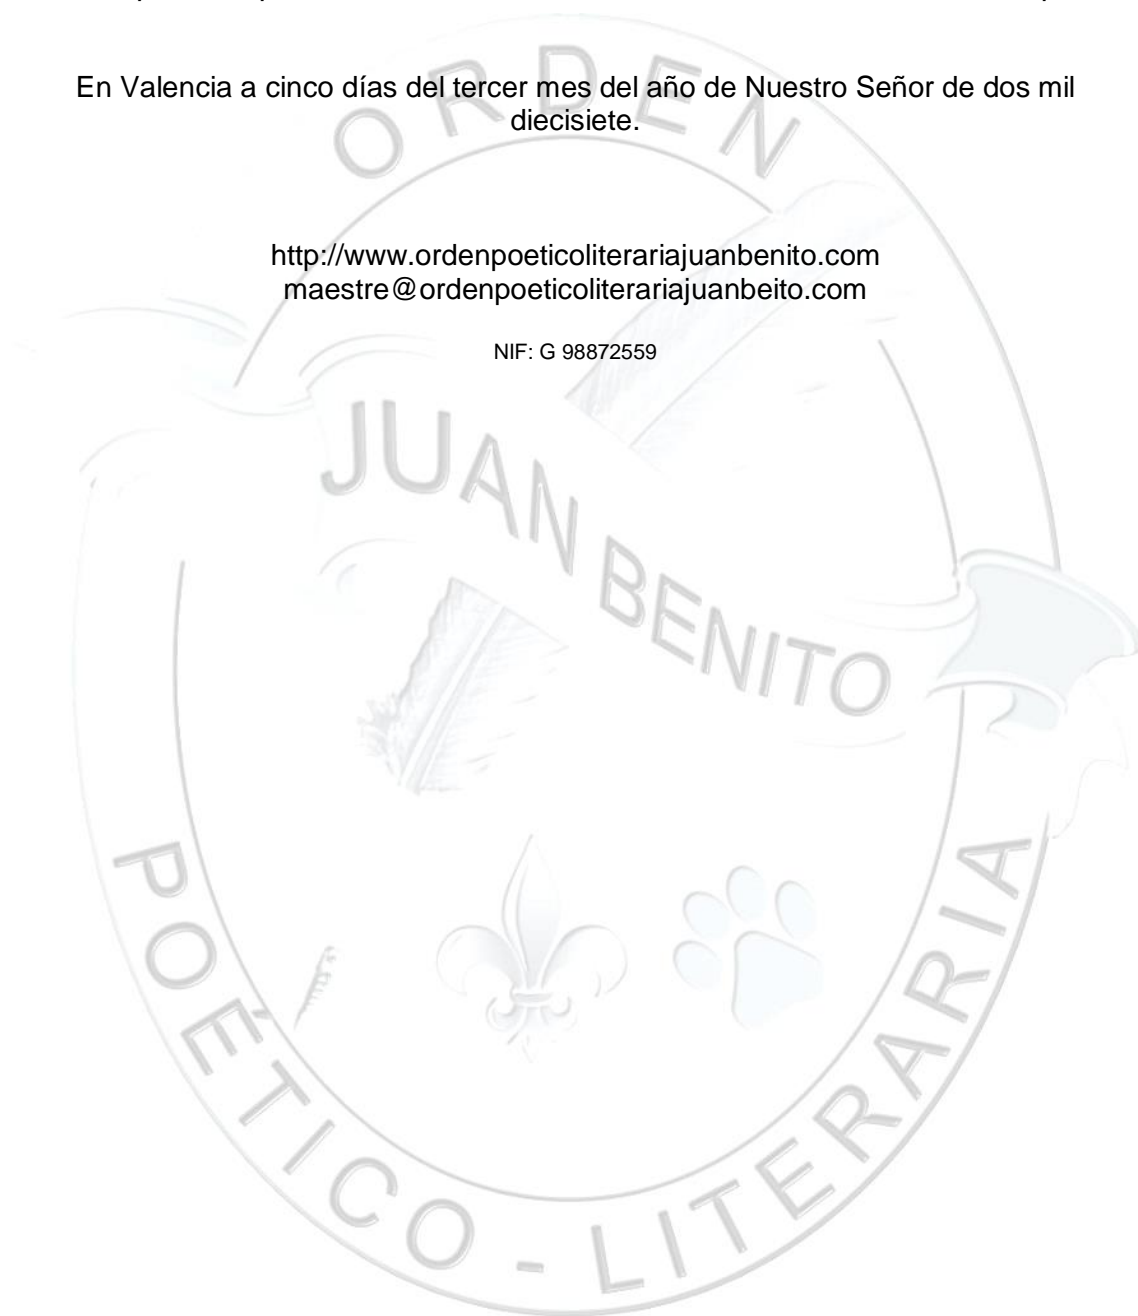 En Valencia a cinco días del tercer mes del año de Nuestro Señor de dos mil
diecisiete.
http://www.ordenpoeticoliterariajuanbenito.com
maestre@ordenpoeticoliterariajuanbeito.com
NIF: G 98872559
ORDEN
JUAN BENITO
POÉTICO - LITERARIA